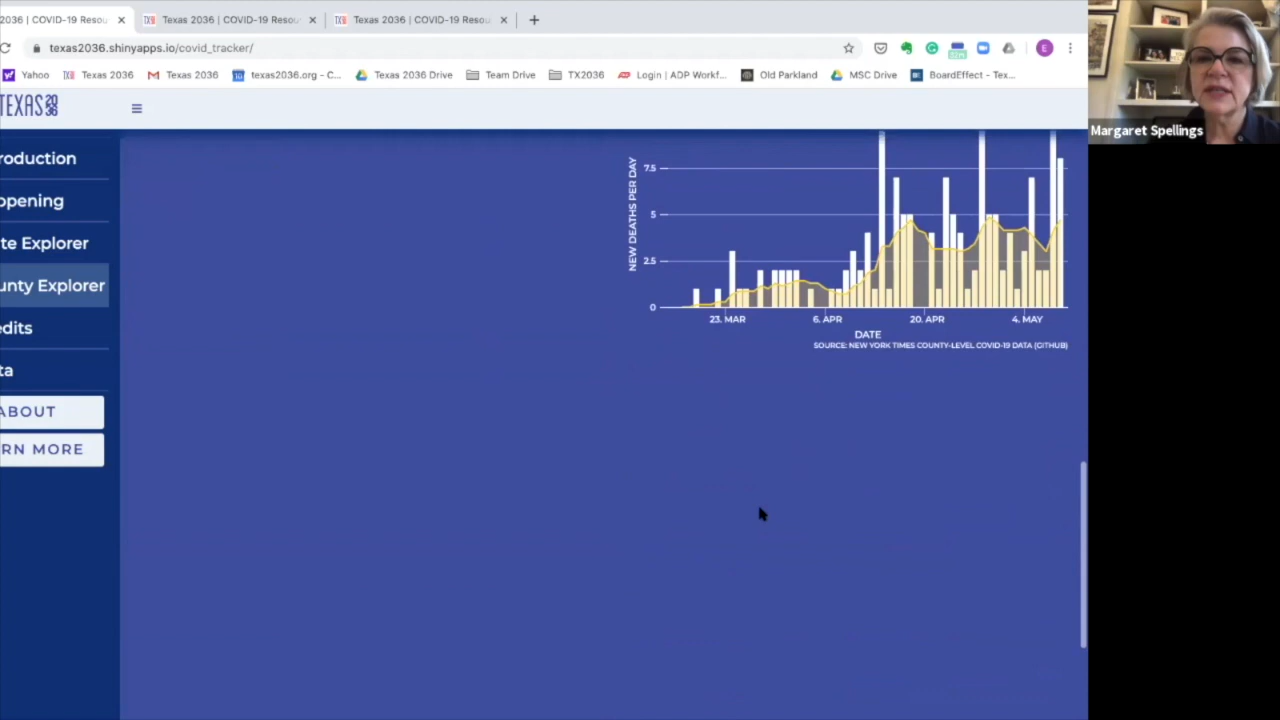 2036 | COVID-19 Resou
Texas 2036 | COVID-19 Resou
Texas 2036 | COVID-19 Resou
texas2036.shinyapps.io/covid_tracker/
E
Yahoo
Texas 2036
Texas 2036
texas2036.org - C...
Texas 2036 Drive
Team Drive
TX2036
Login | ADP Workf...
Old Parkland
MSC Drive
BoardEffect - Tex...
TEXAS 2036
Margaret Spellings
roduction
ppening
te Explorer
unty Explorer
edits
ta
ABOUT
RN MORE
NEW DEATHS PER DAY
7.5
5
2.5
0
23. MAR
6. APR
20. APR
4. MAY
DATE
SOURCE: NEW YORK TIMES COUNTY-LEVEL COVID-19 DATA (GITHUB)